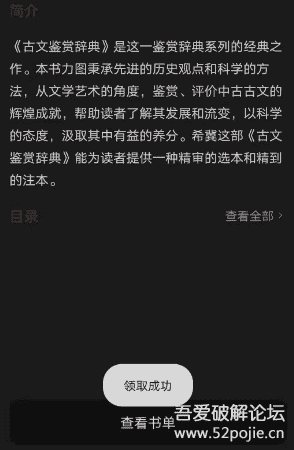 简介
《古文鉴赏辞典》是这一鉴赏辞典系列的经典之
作。本书力图秉承先进的历史观点和科学的方
法，从文学艺术的角度，鉴赏、评价中古古文的
辉煌成就，帮助读者了解其发展和流变，以科学
的态度，汲取其中有益的养分。希冀这部《古文
鉴赏辞典》能为读者提供一种精审的选本和精到
的注本。
目录
查看全部 >
领取成功
查看书单
吾爱破解论坛
www.52pojie.cn